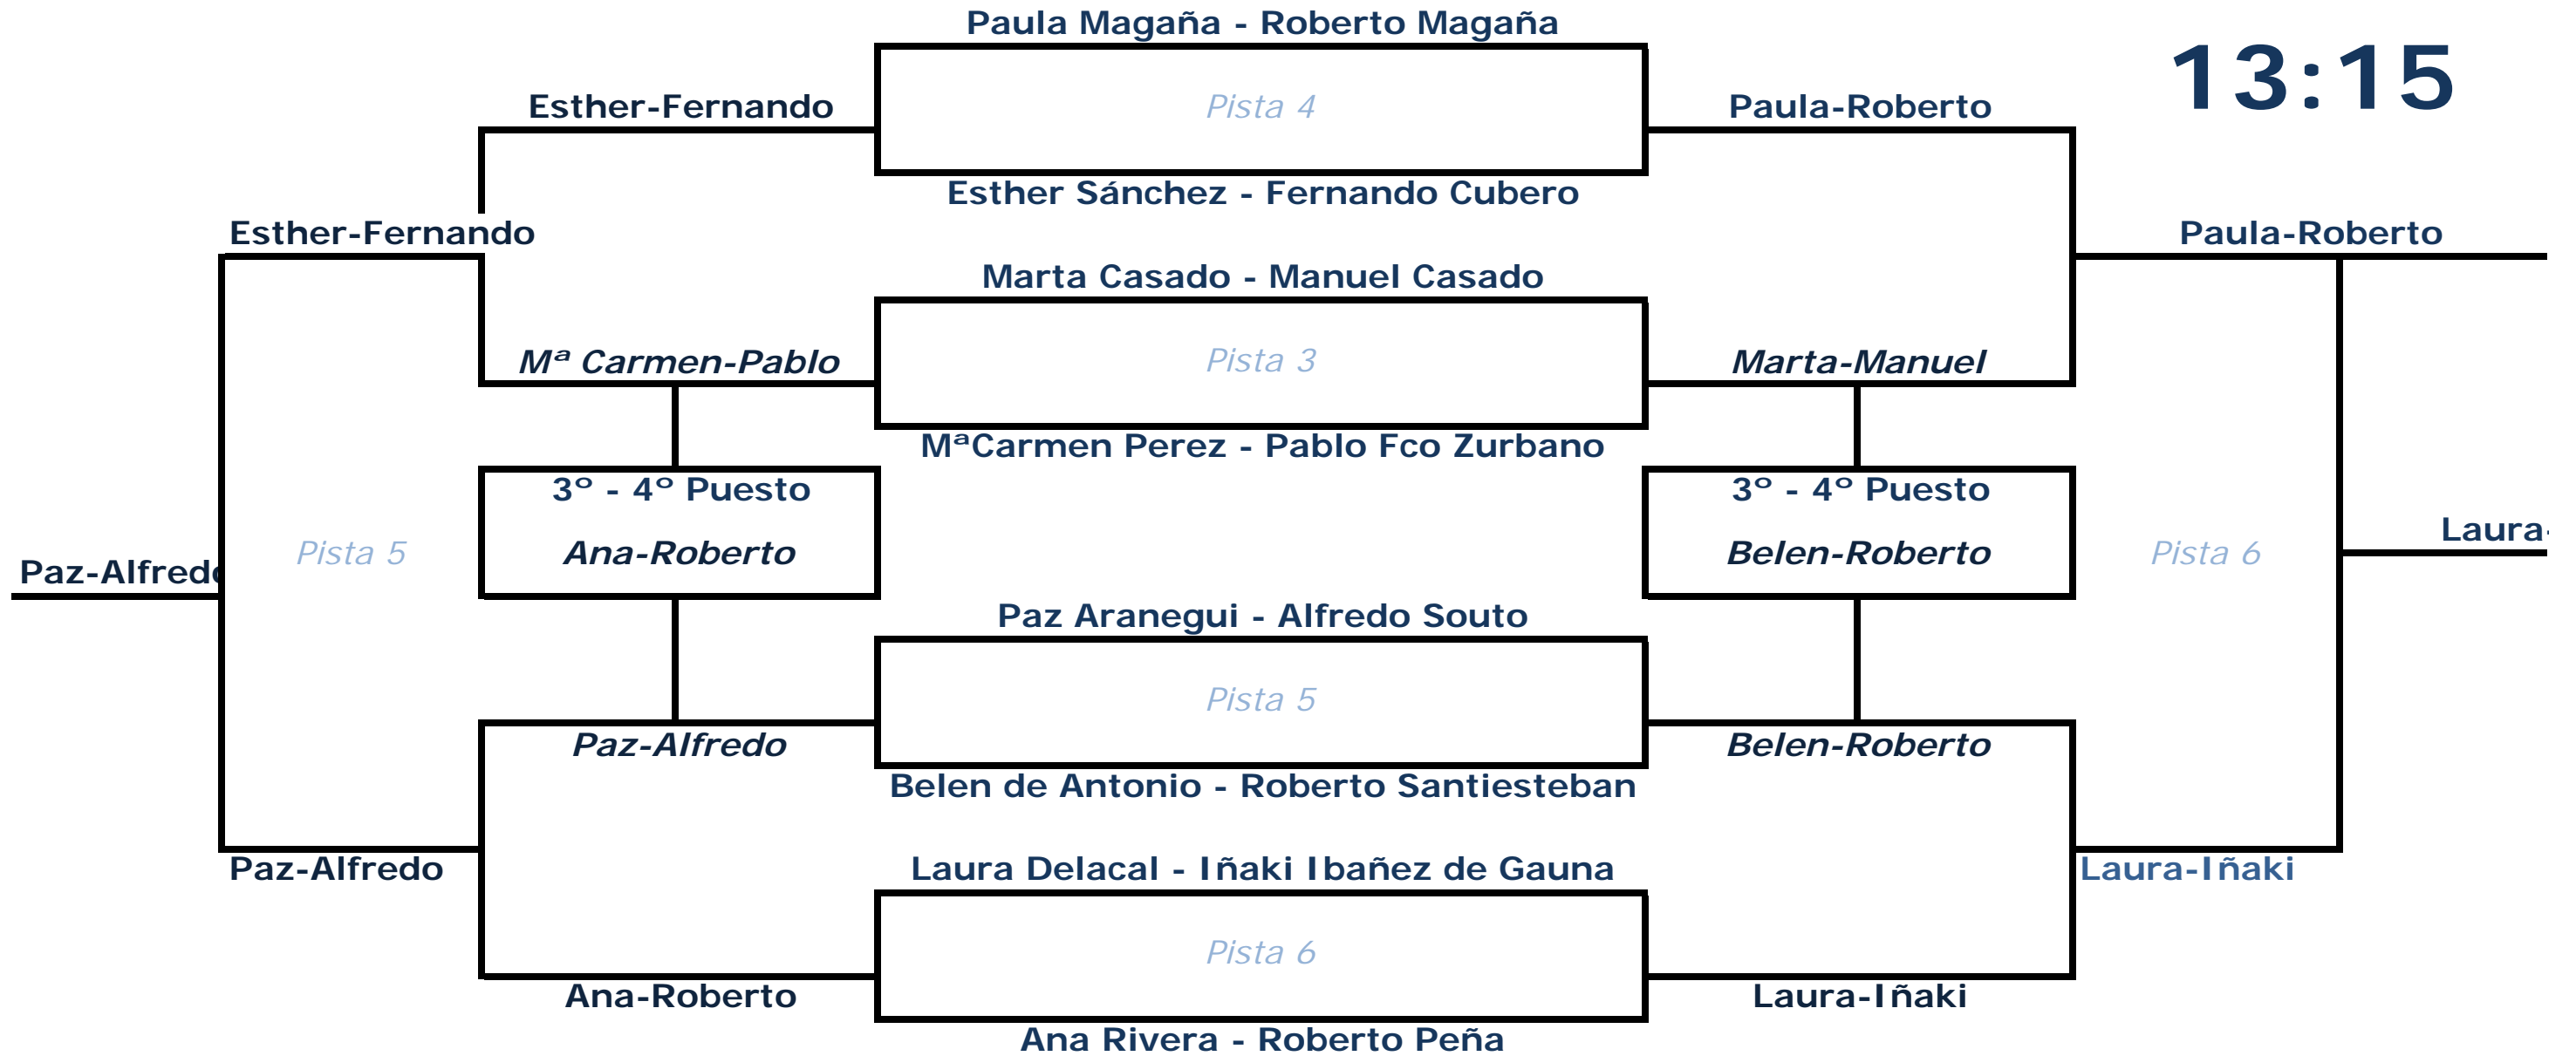 Paula Magaña - Roberto Magaña
13:15
Esther-Fernando
Pista 4
Paula-Roberto
Esther Sánchez - Fernando Cubero
Esther-Fernando
Paula-Roberto
Marta Casado - Manuel Casado
Mª Carmen-Pablo
Pista 3
Marta-Manuel
MªCarmen Perez - Pablo Fco Zurbano
3º - 4º Puesto
3º - 4º Puesto
Laura-
Pista 5
Ana-Roberto
Belen-Roberto
Pista 6
Paz-Alfredo
Paz Aranegui - Alfredo Souto
Pista 5
Paz-Alfredo
Belen-Roberto
Belen de Antonio - Roberto Santiesteban
Paz-Alfredo
Laura Delacal - Iñaki Ibañez de Gauna
Laura-Iñaki
Pista 6
Ana-Roberto
Laura-Iñaki
Ana Rivera - Roberto Peña